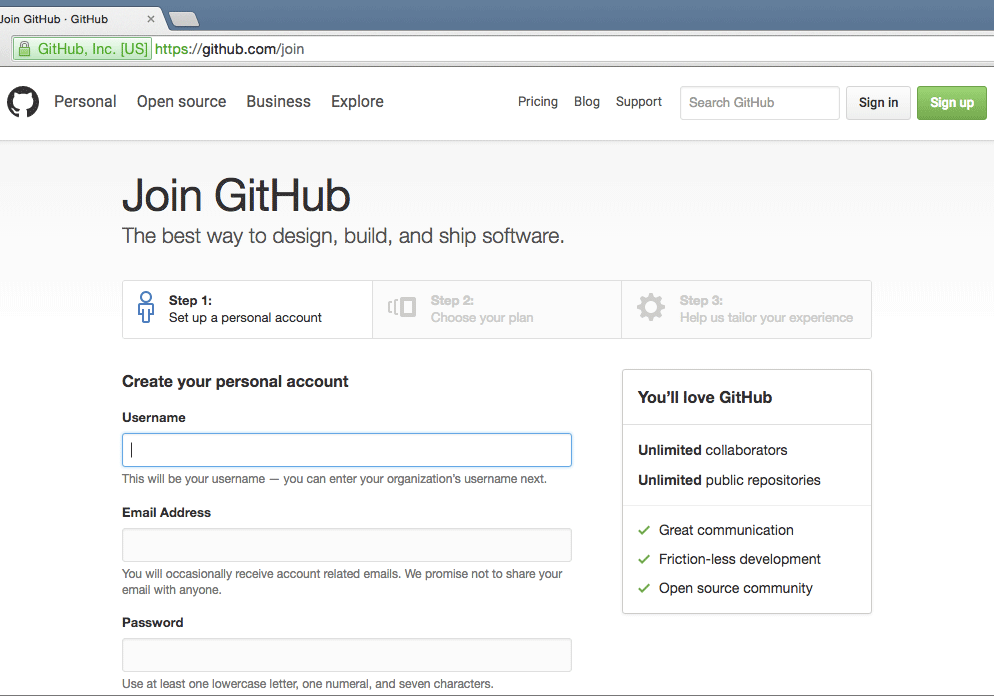 Join GitHub · GitHub
GitHub, Inc. [US] https://github.com/join
Personal Open source Business Explore Pricing Blog Support Search GitHub Sign in Sign up
Join GitHub
The best way to design, build, and ship software.
Step 1:
Set up a personal account
Step 2:
Choose your plan
Step 3:
Help us tailor your experience
Create your personal account
Username
This will be your username — you can enter your organization's username next.
Email Address
You will occasionally receive account related emails. We promise not to share your
email with anyone.
Password
Use at least one lowercase letter, one numeral, and seven characters.
You'll love GitHub
Unlimited collaborators
Unlimited public repositories
Great communication
Friction-less development
Open source community